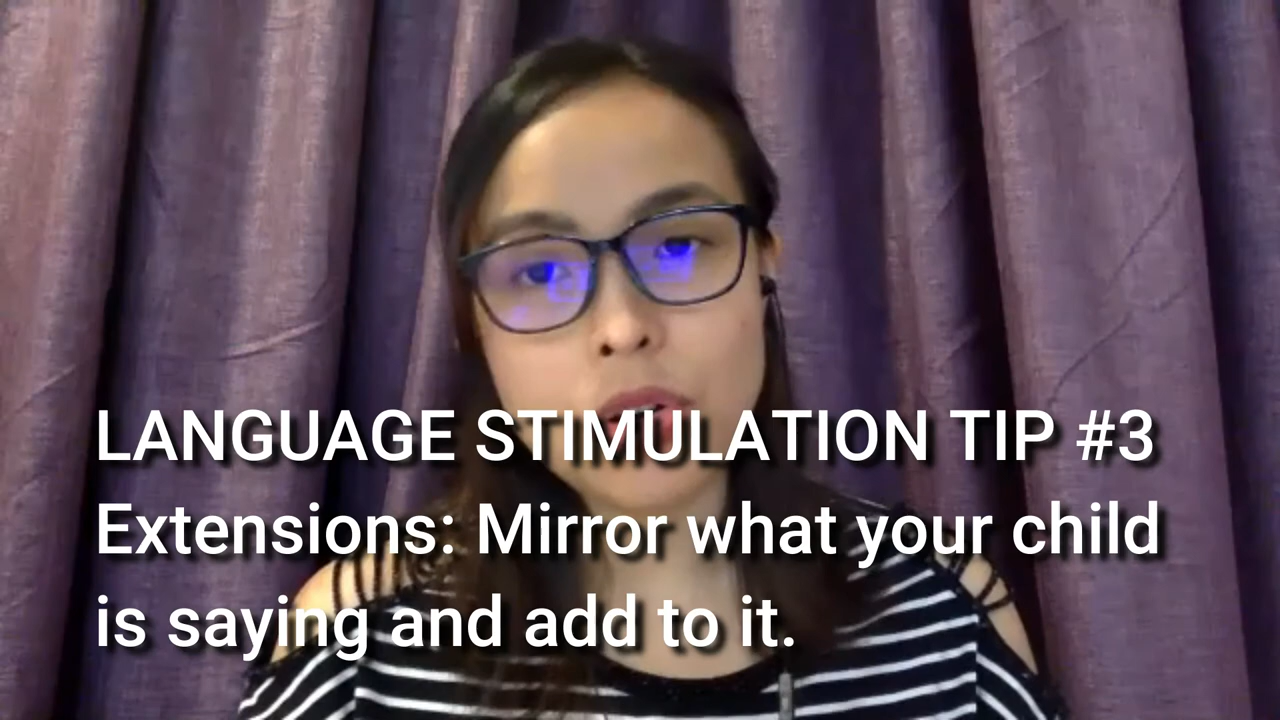 LANGUAGE STIMULATION TIP #3
Extensions: Mirror what your child
is saying and add to it.